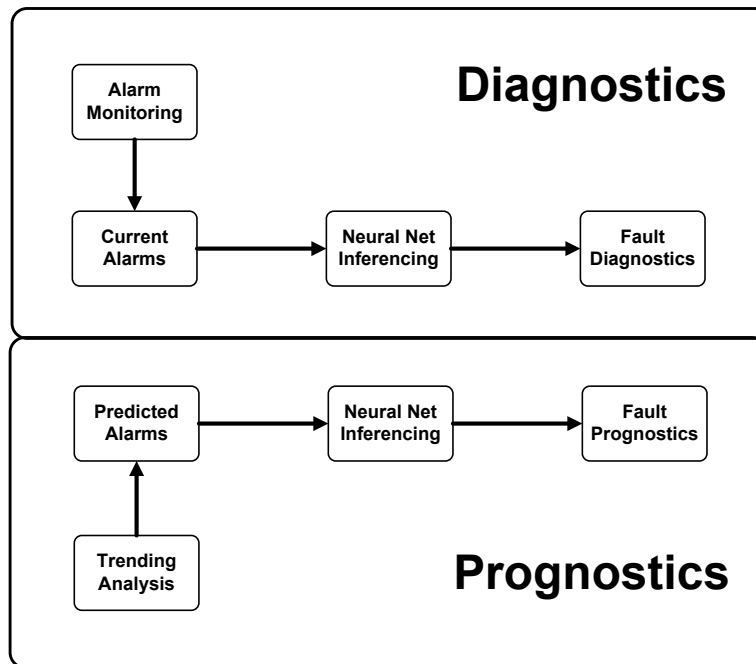 Diagnostics
Alarm
Monitoring
Current
Alarms
Neural Net
Inferencing
Fault
Diagnostics
Predicted
Alarms
Neural Net
Inferencing
Fault
Prognostics
Trending
Analysis
Prognostics